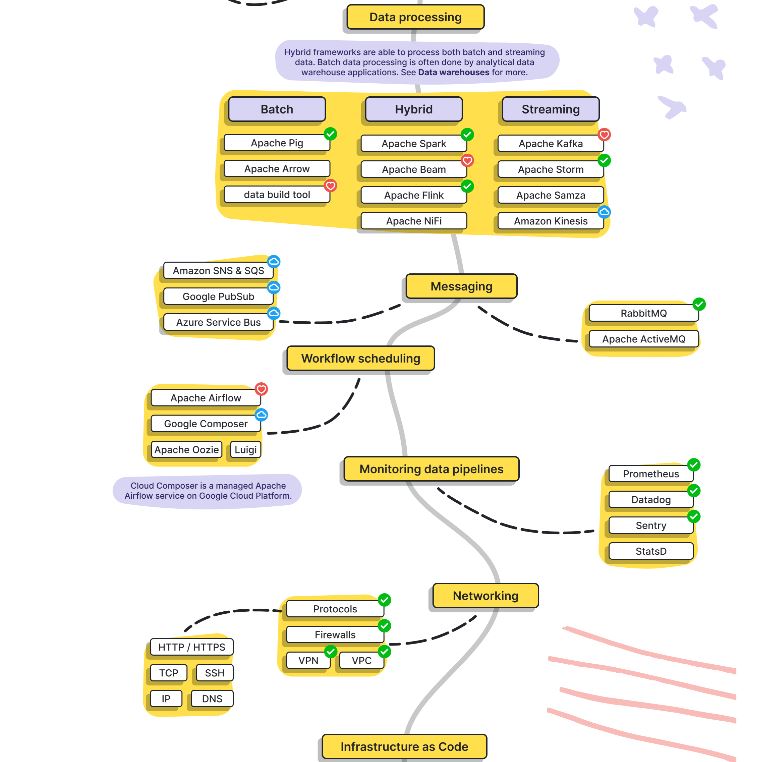 Data processing
Hybrid frameworks are able to process both batch and streaming
data. Batch data processing is often done by analytical data
warehouse applications. See Data warehouses for more.
Batch
Hybrid
Streaming
Apache Pig
Apache Spark
Apache Kafka
Apache Arrow
Apache Beam
Apache Storm
data build tool
Apache Flink
Apache Samza
Apache NiFi
Amazon Kinesis
Amazon SNS & SQS
Google PubSub
Azure Service Bus
Messaging
RabbitMQ
Apache ActiveMQ
Workflow scheduling
Apache Airflow
Google Composer
Apache Oozie
Luigi
Cloud Composer is a managed Apache
Airflow service on Google Cloud Platform.
Monitoring data pipelines
Prometheus
Datadog
Sentry
StatsD
Networking
Protocols
Firewalls
VPN
VPC
HTTP / HTTPS
TCP
SSH
IP
DNS
Infrastructure as Code